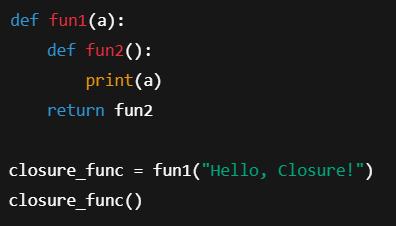 def fun1(a):
    def fun2():
        print(a)
    return fun2

closure_func = fun1("Hello, Closure!")
closure_func()